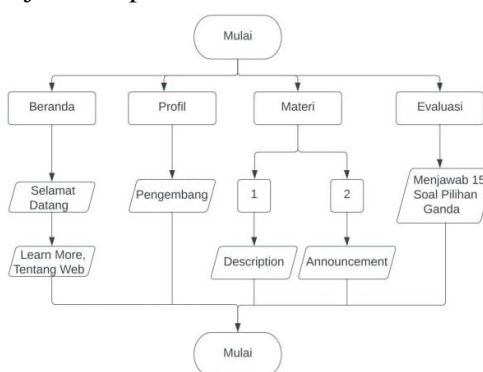 Mulai
Beranda
Profil
Materi
Evaluasi
Selamat
Datang
Pengembang
1
2
Menjawab 15
Soal Pilihan
Ganda
Learn More,
Tentang Web
Description
Announcement
Mulai